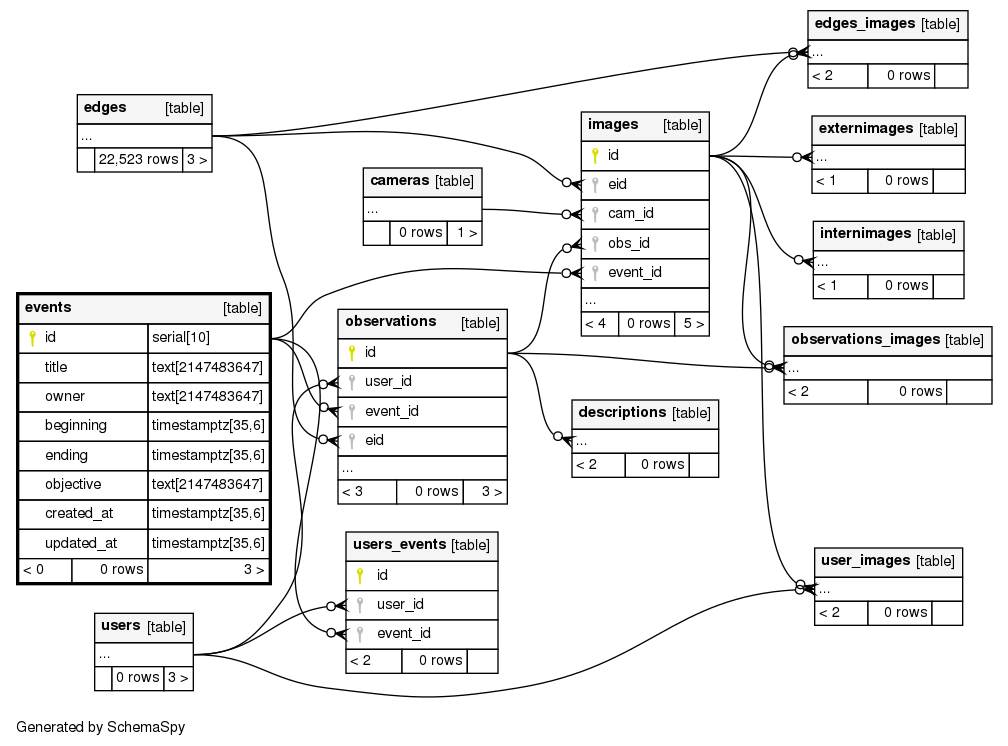 edges_images [table]
...
< 2 0 rows
edges [table]
...
22,523 rows 3 >
images [table]
id
eid
cam_id
obs_id
event_id
...
< 4 0 rows 5 >
externimages [table]
...
< 1 0 rows
cameras [table]
...
0 rows 1 >
internimages [table]
...
< 1 0 rows
events [table]
id serial[10]
title text[2147483647]
owner text[2147483647]
beginning timestamptz[35,6]
ending timestamptz[35,6]
objective text[2147483647]
created_at timestamptz[35,6]
updated_at timestamptz[35,6]
< 0 0 rows 3 >
observations [table]
id
user_id
event_id
eid
...
< 3 0 rows 3 >
observations_images [table]
...
< 2 0 rows
descriptions [table]
...
< 2 0 rows
users_events [table]
id
user_id
event_id
< 2 0 rows
user_images [table]
...
< 2 0 rows
users [table]
...
0 rows 3 >
Generated by SchemaSpy